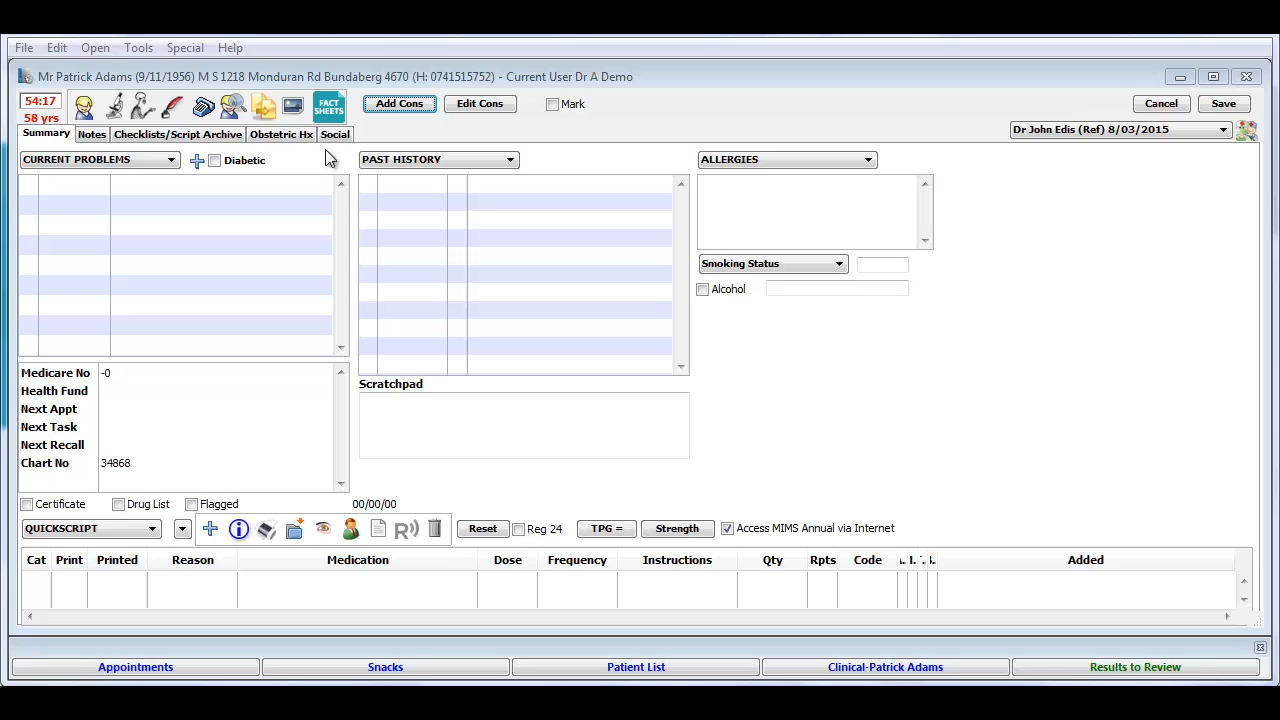 File Edit Open Tools Special Help
Mr Patrick Adams (9/11/1956) M S 1218 Monduran Rd Bundaberg 4670 (H: 0741515752) - Current User Dr A Demo
54:17
58 yrs
FACT SHEETS
Add Cons Edit Cons Mark Cancel Save
Summary Notes Checklists/Script Archive Obstetric Hx Social Dr John Edis (Ref) 8/03/2015
CURRENT PROBLEMS Diabetic PAST HISTORY ALLERGIES
Smoking Status
Alcohol
Medicare No -0
Health Fund
Next Appt
Next Task
Next Recall
Chart No 34868
Scratchpad
Certificate Drug List Flagged 00/00/00
QUICKSCRIPT Reset Reg 24 TPG = Strength Access MIMS Annual via Internet
Cat Print Printed Reason Medication Dose Frequency Instructions Qty Rpts Code Added
Appointments Snacks Patient List Clinical-Patrick Adams Results to Review